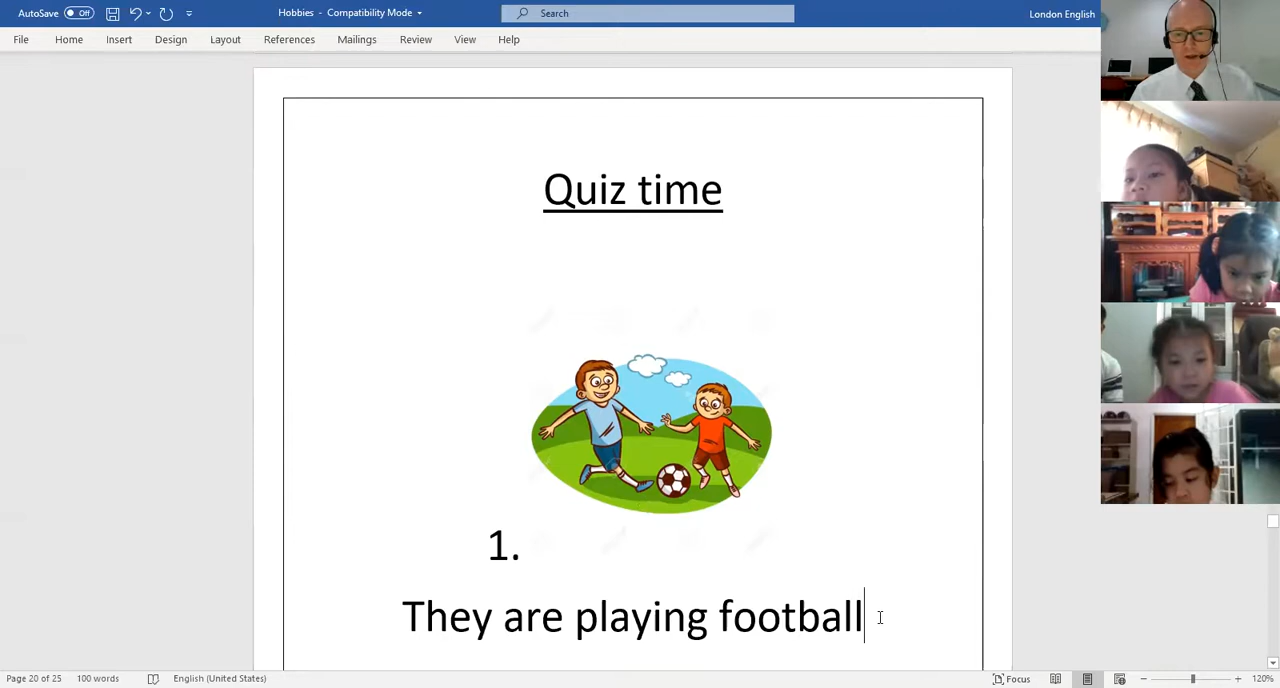 AutoSave Off Hobbies - Compatibility Mode Search London English
File Home Insert Design Layout References Mailings Review View Help
Quiz time
1.
They are playing football
Page 20 of 25 100 words English (United States) Focus 120%